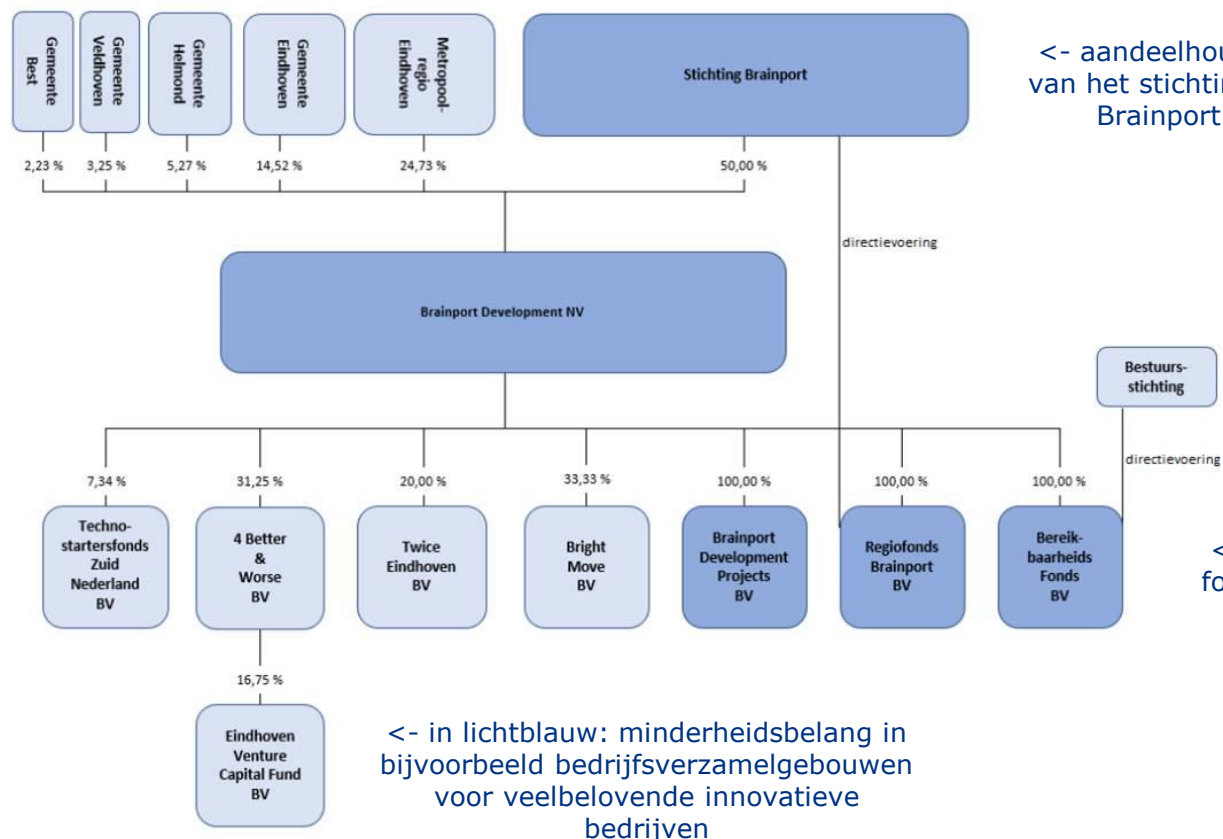 Gemeente
Best
Gemeente
Veldhoven
Gemeente
Helmond
Gemeente
Eindhoven
Metropool-
regio
Eindhoven
Stichting Brainport
<- aandeelhou
van het stichtin
Brainport
2,23 %
3,25 %
5,27 %
14,52 %
24,73 %
50,00 %
directievoering
Brainport Development NV
Bestuurs-
stichting
directievoering
7,34 %
31,25 %
20,00 %
33,33 %
100,00 %
100,00 %
100,00 %
Techno-
startersfonds
Zuid
Nederland
BV
4 Better
&
Worse
BV
Twice
Eindhoven
BV
Bright
Move
BV
Brainport
Development
Projects
BV
Regiofonds
Brainport
BV
Bereik-
baarheids
Fonds
BV
<
fo
16,75 %
Eindhoven
Venture
Capital Fund
BV
<- in lichtblauw: minderheidsbelang in
bijvoorbeeld bedrijfsverzamelgebouwen
voor veelbelovende innovatieve
bedrijven